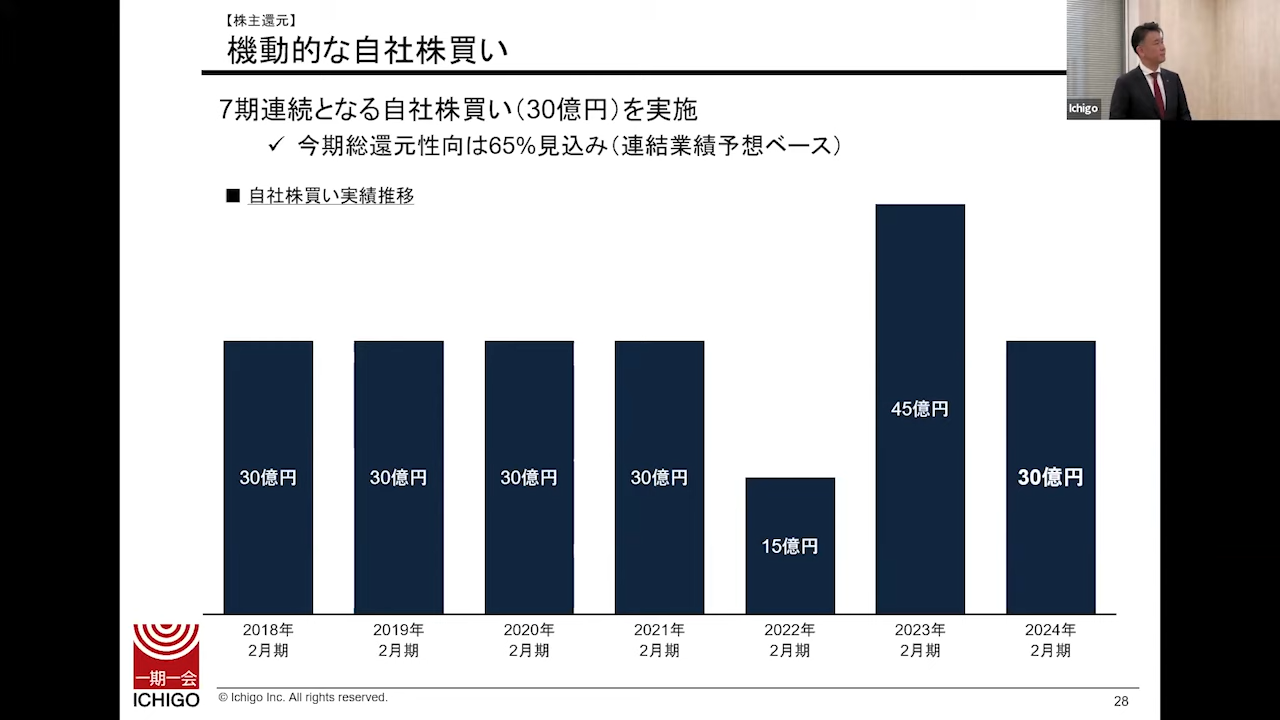 【株主還元】
機動的な自社株買い
Ichigo
7期連続となる自社株買い（30億円）を実施
✓ 今期総還元性向は65%見込み（連結業績予想ベース）
■ 自社株買い実績推移
30億円
30億円
30億円
30億円
15億円
45億円
30億円
2018年
2月期
2019年
2月期
2020年
2月期
2021年
2月期
2022年
2月期
2023年
2月期
2024年
2月期
一期一会
ICHIGO
© Ichigo Inc. All rights reserved.
28